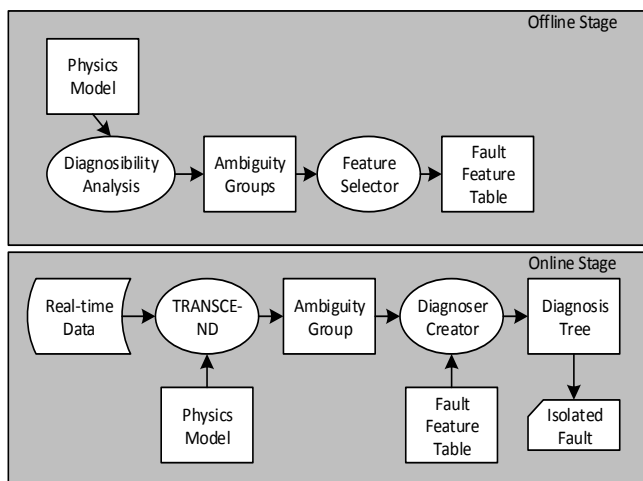 Offline Stage
Physics
Model
Diagnosibility
Analysis
Ambiguity
Groups
Feature
Selector
Fault
Feature
Table
Online Stage
Real-time
Data
TRANSCE-
ND
Ambiguity
Group
Diagnoser
Creator
Diagnosis
Tree
Physics
Model
Fault
Feature
Table
Isolated
Fault